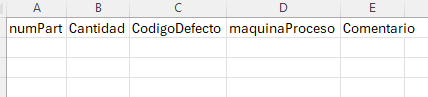 A B C D E
numPart Cantidad CodigoDefecto maquinaProceso Comentario